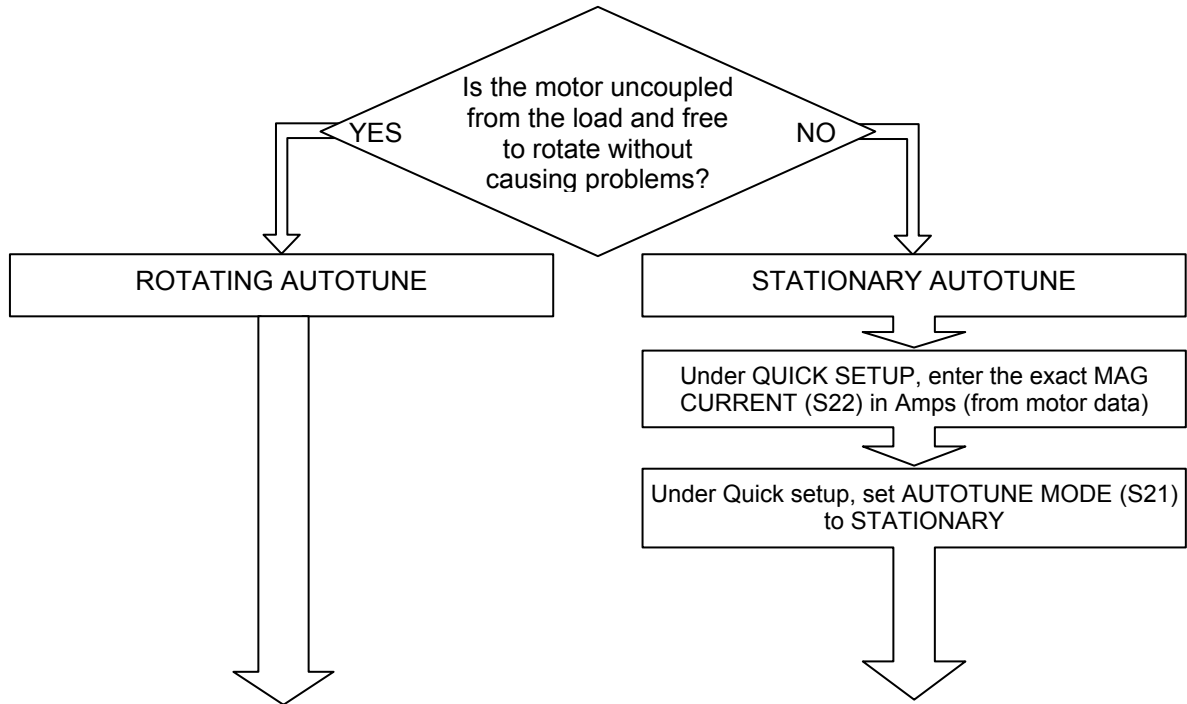 Is the motor uncoupled
from the load and free
to rotate without
causing problems?
YES
NO
ROTATING AUTOTUNE
STATIONARY AUTOTUNE
Under QUICK SETUP, enter the exact MAG
CURRENT (S22) in Amps (from motor data)
Under Quick setup, set AUTOTUNE MODE (S21)
to STATIONARY